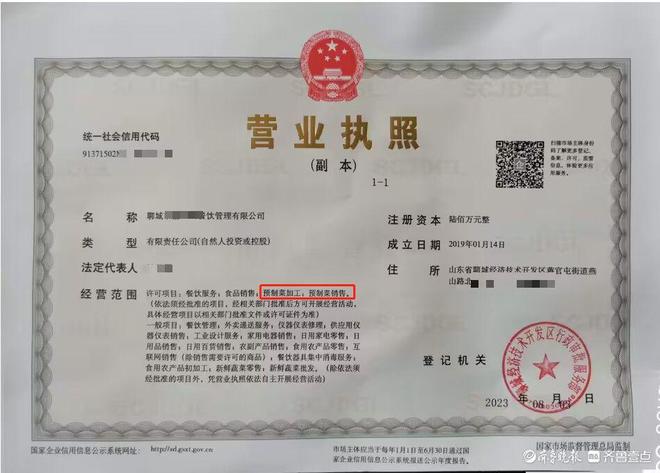 统一社会信用代码
91371502
营业执照
(副 本)
1-1
扫描市场主体身份
码了解更多登记、
备案、许可、监管
信息，体验更多应
用服务。
名称 聊城 餐饮管理有限公司
类型 有限责任公司(自然人投资或控股)
法定代表人
经营范围 许可项目：餐饮服务；食品销售；预制菜加工；预制菜销售。
(依法须经批准的项目，经相关部门批准后方可开展经营活动，
具体经营项目以相关部门批准文件或许可证件为准)
一般项目：餐饮管理；外卖递送服务；仪器仪表修理；供应用仪
器仪表销售；工业设计服务；家用电器销售；日用家电零售；日
用品销售；日用百货销售；农副产品销售；食用农产品零售；互
联网销售（除销售需要许可的商品）；餐饮器具集中消毒服务；
食用农产品初加工；新鲜蔬菜零售；新鲜蔬菜批发。（除依法须
经批准的项目外，凭营业执照依法自主开展经营活动）
注册资本 陆佰万元整
成立日期 2019年01月14日
住所 山东省聊城经济技术开发区蒋官屯街道燕
山路北
登记机关
聊城经济技术开发区行政审批服务部
2023 年 08 月
国家企业信用信息公示系统网址：http://sd.gsxt.gov.cn
市场主体应当于每年1月1日至6月30日通过国
家企业信用信息公示系统报送公示年度报告。
国家市场监督管理总局监制
齐鲁晚报 齐鲁壹点